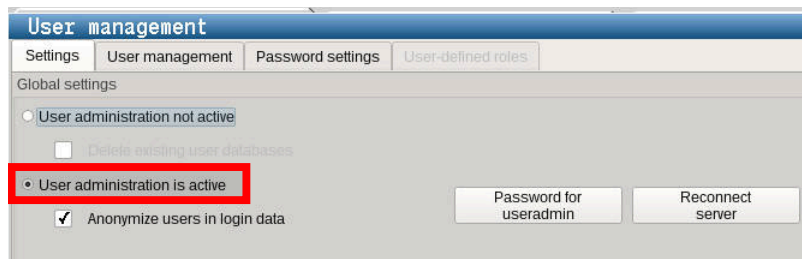 User management
Settings User management Password settings User-defined roles
Global settings
User administration not active
Delete existing user databases
User administration is active
Anonymize users in login data
Password for
useradmin
Reconnect
server